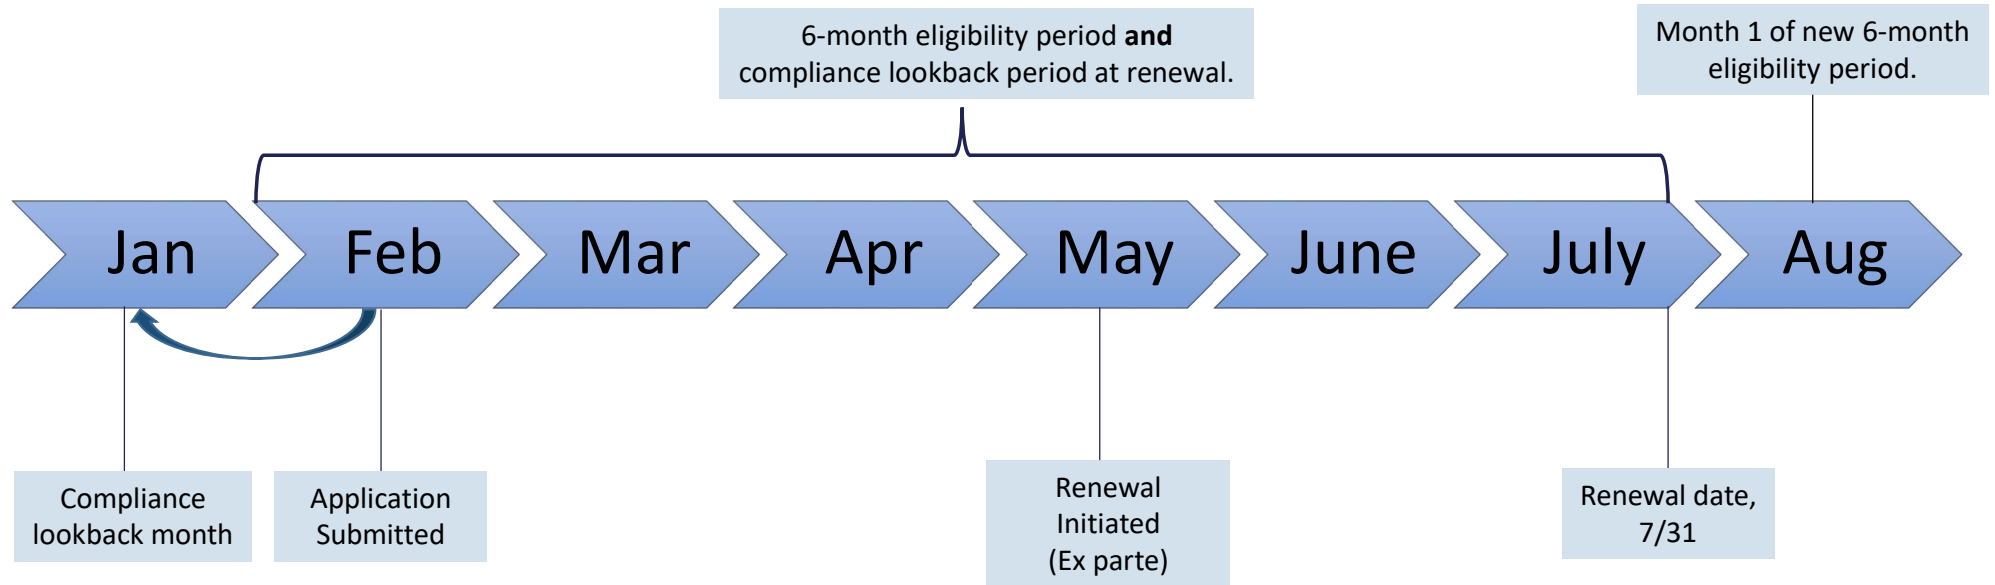 6-month eligibility period and
compliance lookback period at renewal.
Month 1 of new 6-month
eligibility period.
Jan
Feb
Mar
Apr
May
June
July
Aug
Compliance
lookback month
Application
Submitted
Renewal
Initiated
(Ex parte)
Renewal date,
7/31